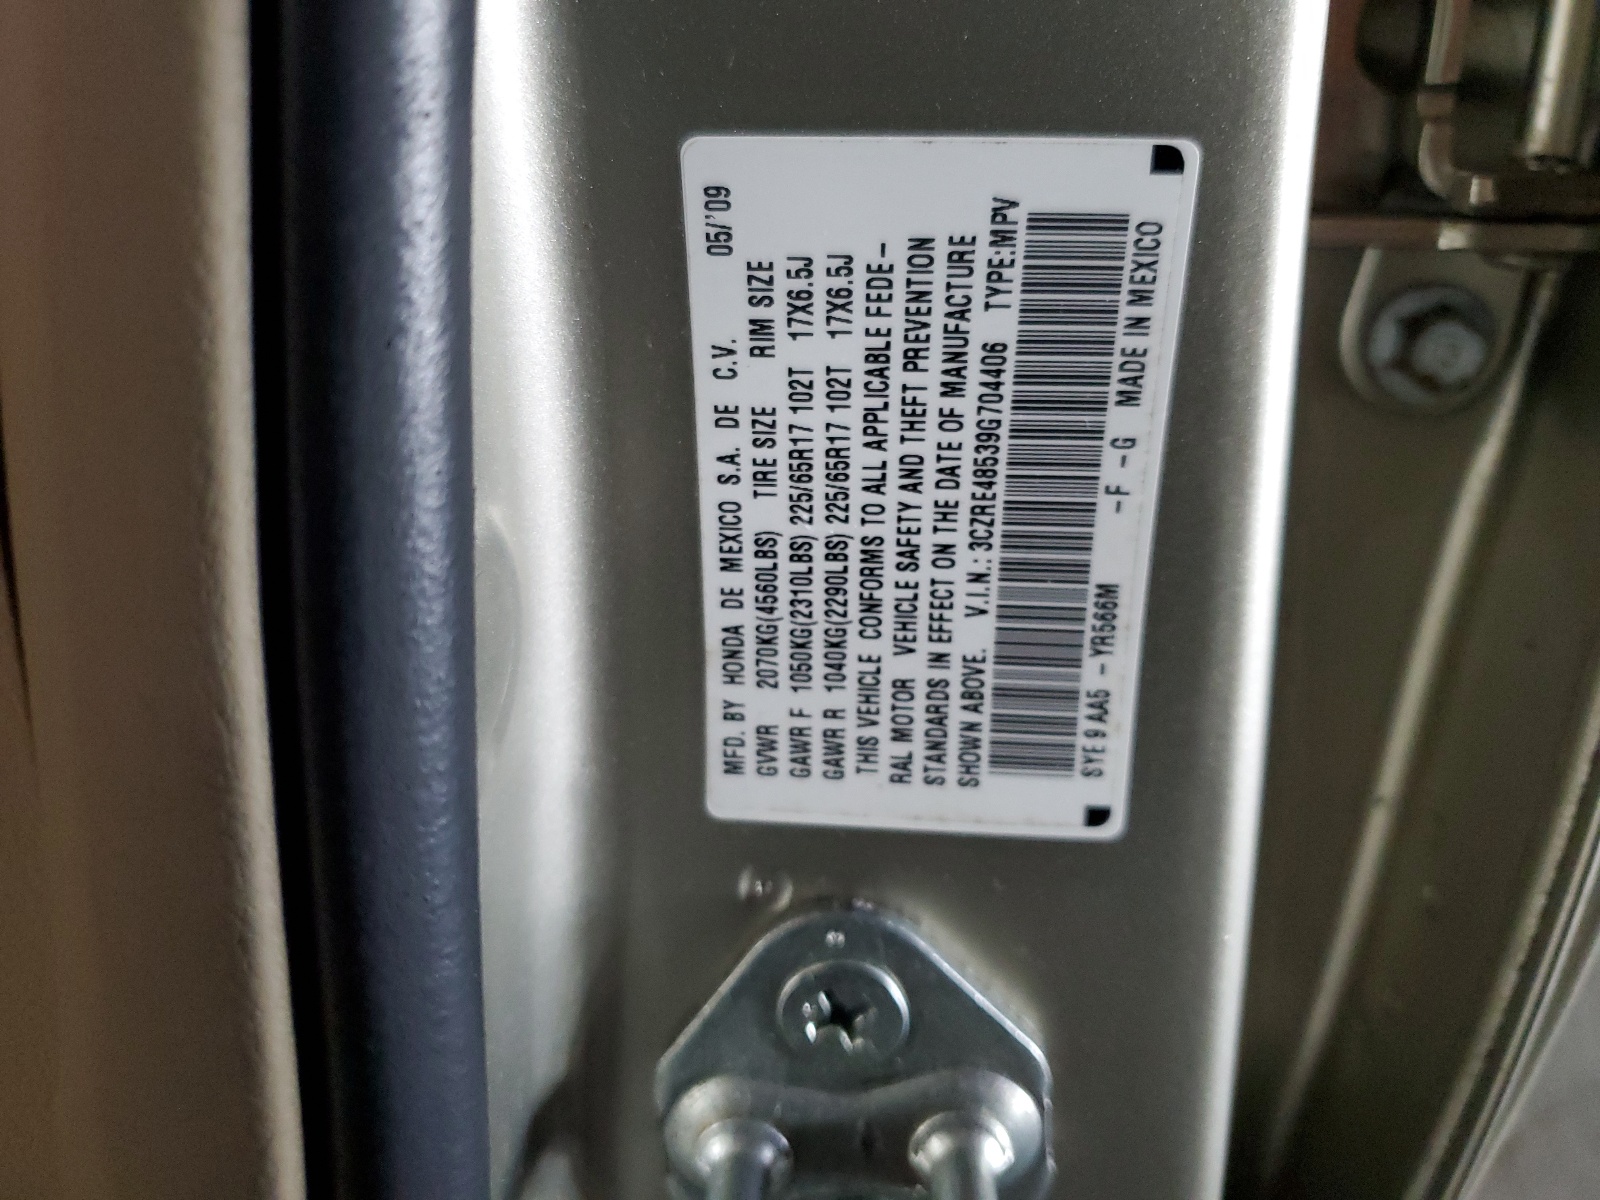 MFD. BY HONDA DE MEXICO S.A. DE C.V. 05/'09
GVWR 2070KG(4560LBS) TIRE SIZE RIM SIZE
GAWR F 1050KG(2310LBS) 225/65R17 102T 17X6.5J
GAWR R 1040KG(2290LBS) 225/65R17 102T 17X6.5J
THIS VEHICLE CONFORMS TO ALL APPLICABLE FEDE-
RAL MOTOR VEHICLE SAFETY AND THEFT PREVENTION
STANDARDS IN EFFECT ON THE DATE OF MANUFACTURE
SHOWN ABOVE. V.I.N.: 3CZRE48539G704406 TYPE:MPV
SYE9AA5 -YR566M -F -G MADE IN MEXICO